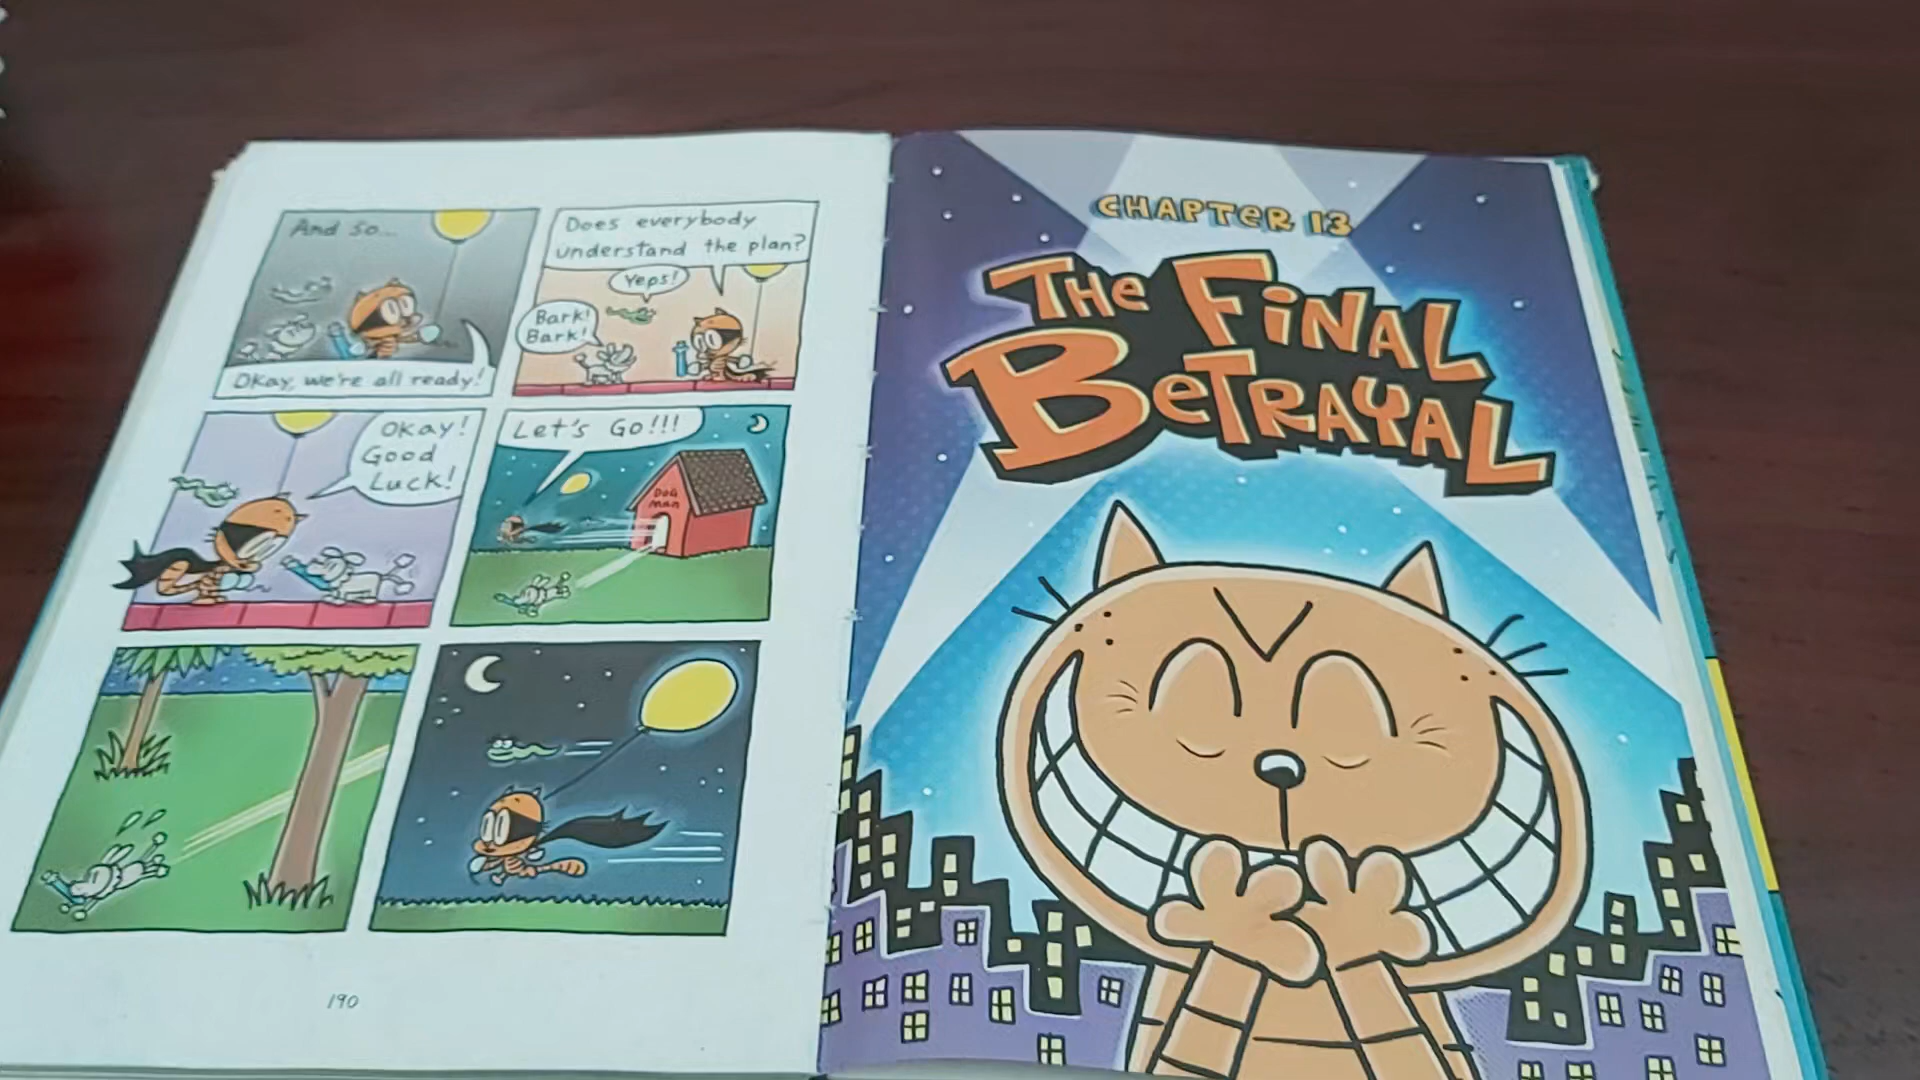 And so...
Okay, we're all ready!
Does everybody
understand the plan?
Yeps!
Bark!
Bark!
Okay!
Good
Luck!
Let's Go!!!
DOG
MAN
190
CHAPTER 13
THe FiNAL
BeTRAYAL